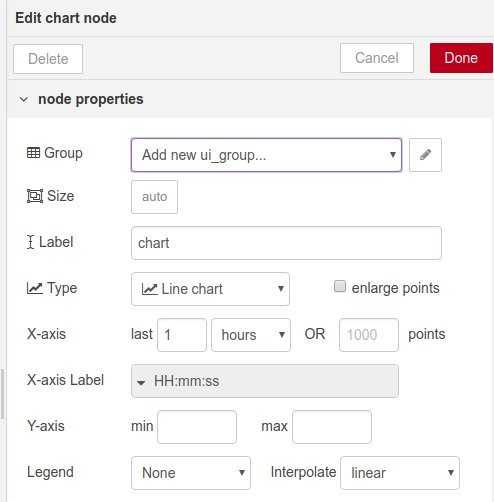 Edit chart node
Delete Cancel Done
node properties
Group Add new ui_group...
Size auto
Label chart
Type Line chart enlarge points
X-axis last 1 hours OR 1000 points
X-axis Label HH:mm:ss
Y-axis min max
Legend None Interpolate linear